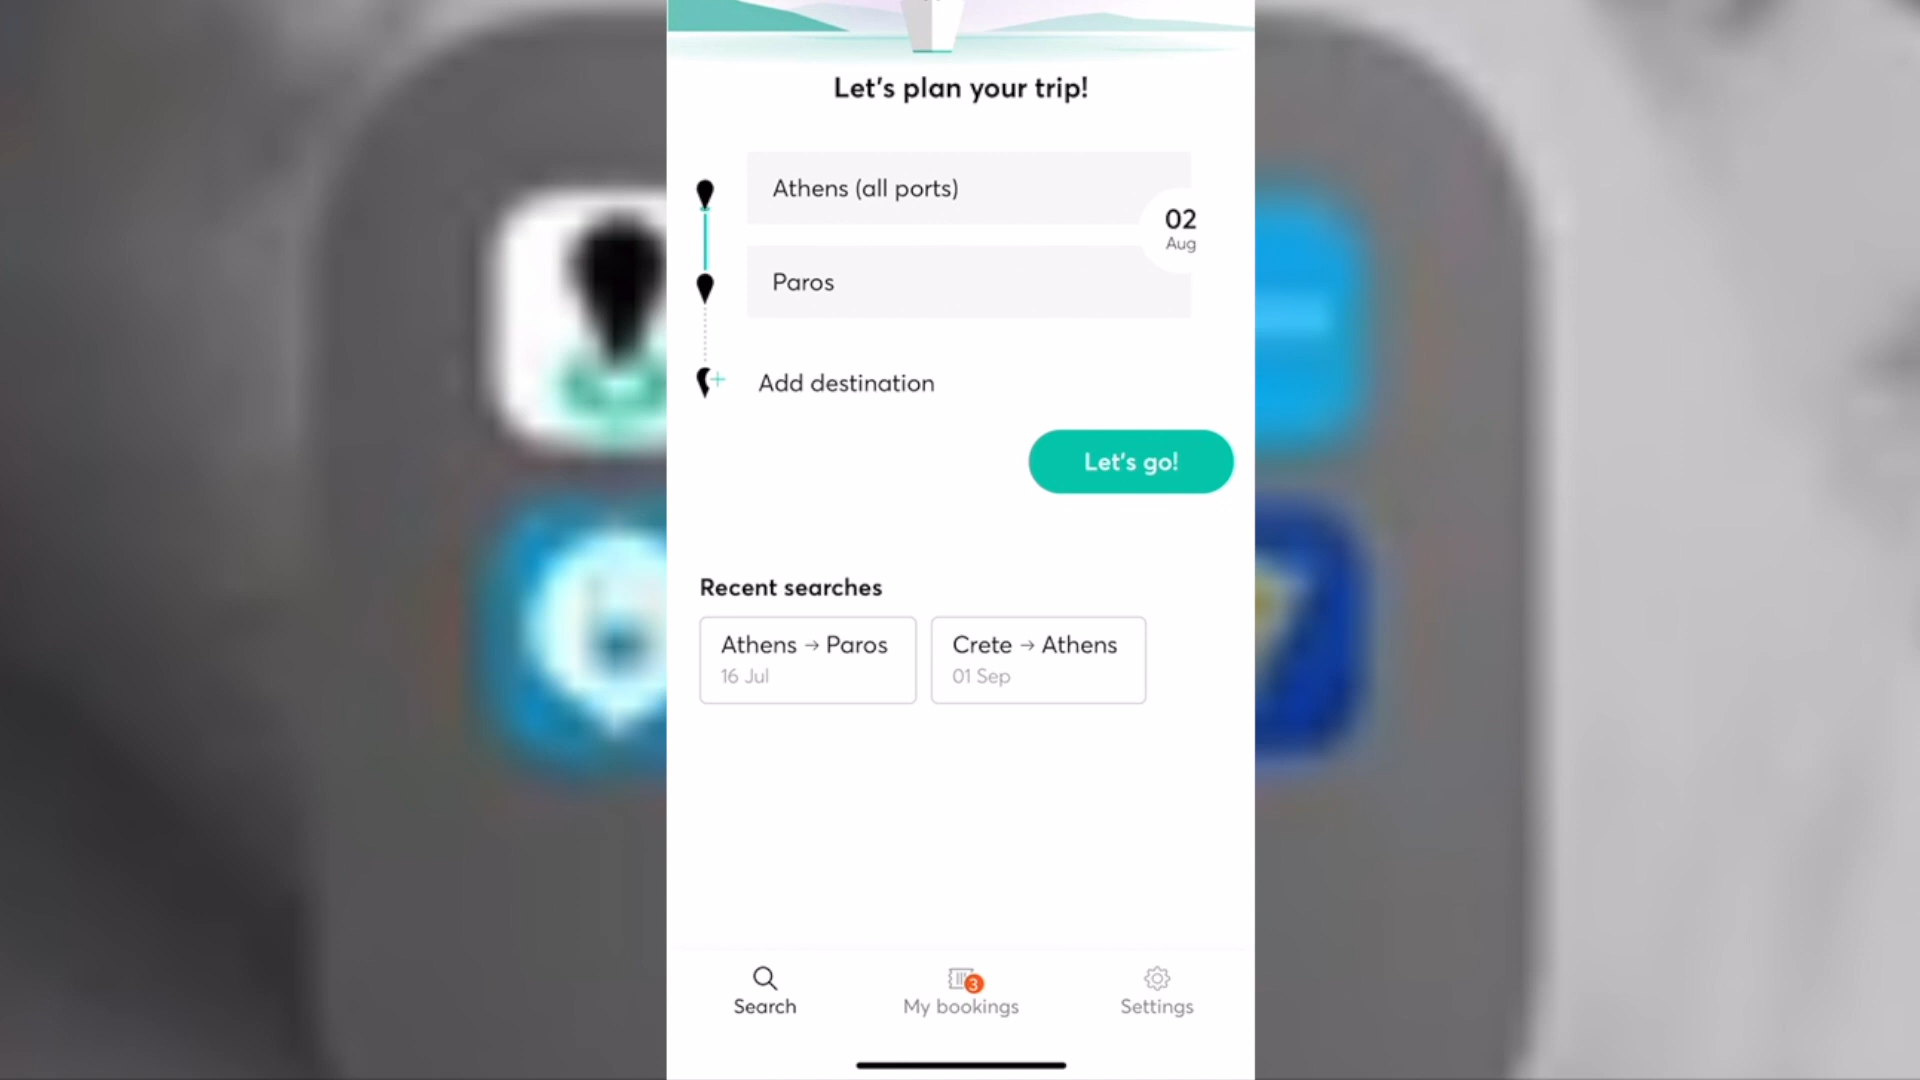 Let's plan your trip!
Athens (all ports)
02
Aug
Paros
Add destination
Let's go!
Recent searches
Athens → Paros
16 Jul
Crete → Athens
01 Sep
3
Search
My bookings
Settings